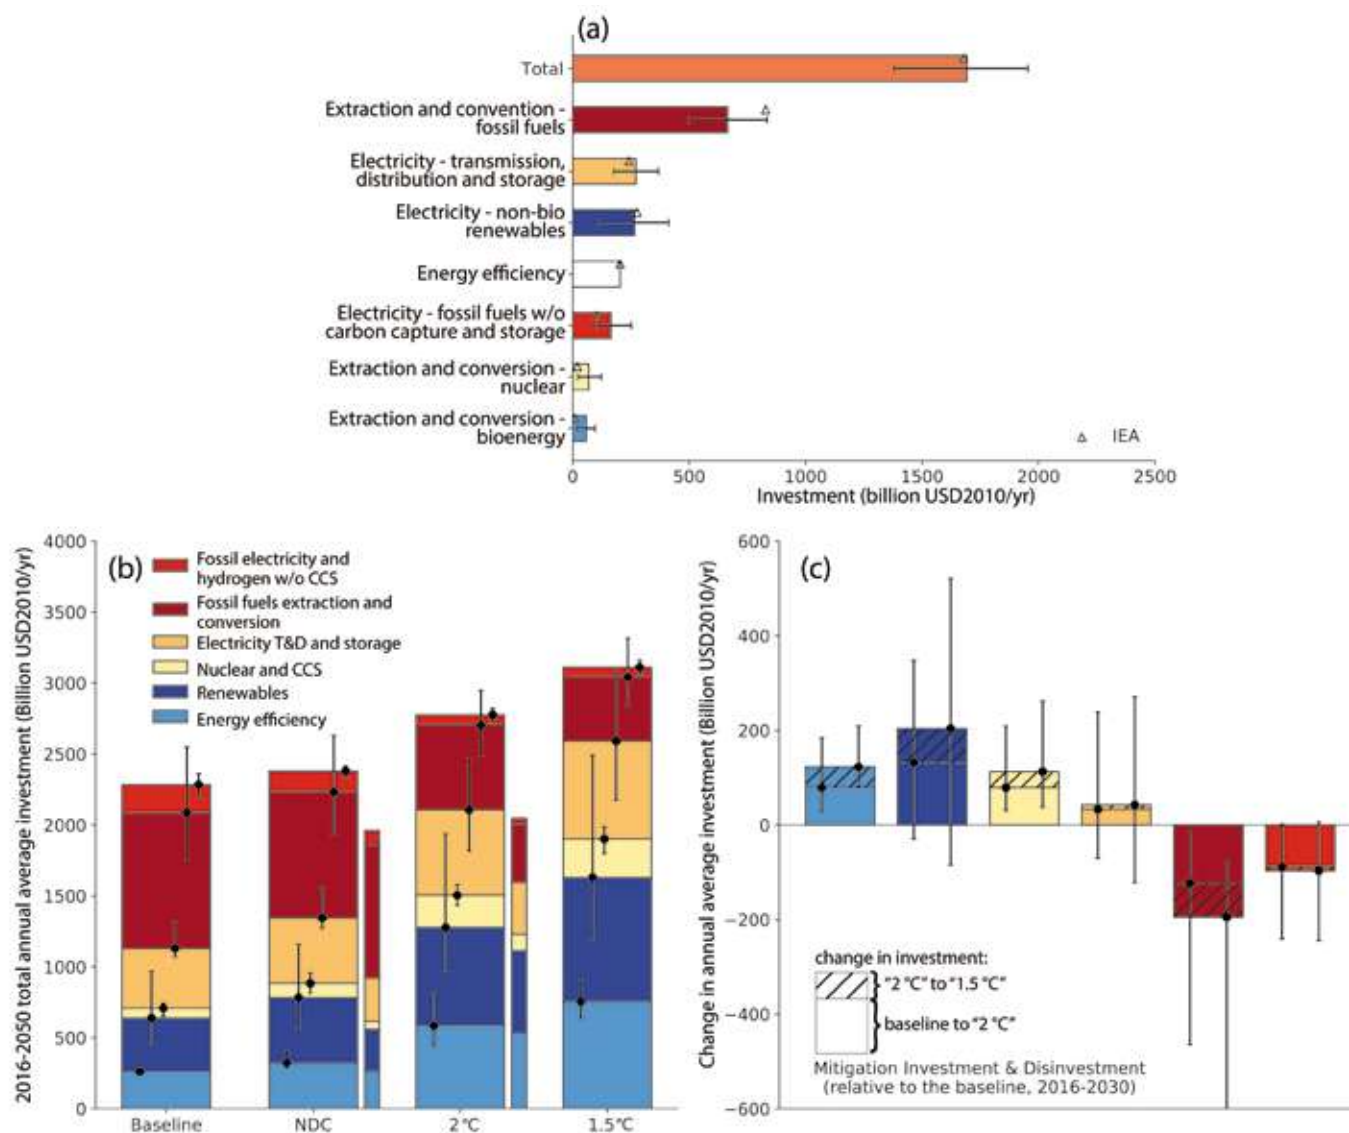 (a)
Total
Extraction and convention -
fossil fuels
Electricity - transmission,
distribution and storage
Electricity - non-bio
renewables
Energy efficiency
Electricity - fossil fuels w/o
carbon capture and storage
Extraction and conversion -
nuclear
Extraction and conversion -
bioenergy
IEA
0 500 1000 1500 2000 2500
Investment (billion USD2010/yr)
(b)
2016-2050 total annual average investment (Billion USD2010/yr)
4000
3500
3000
2500
2000
1500
1000
500
0
Fossil electricity and
hydrogen w/o CCS
Fossil fuels extraction and
conversion
Electricity T&D and storage
Nuclear and CCS
Renewables
Energy efficiency
Baseline NDC 2°C 1.5°C
(c)
Change in annual average investment (Billion USD2010/yr)
600
400
200
0
−200
−400
−600
change in investment:
"2 °C" to "1.5 °C"
baseline to "2 °C"
Mitigation Investment & Disinvestment
(relative to the baseline, 2016-2030)